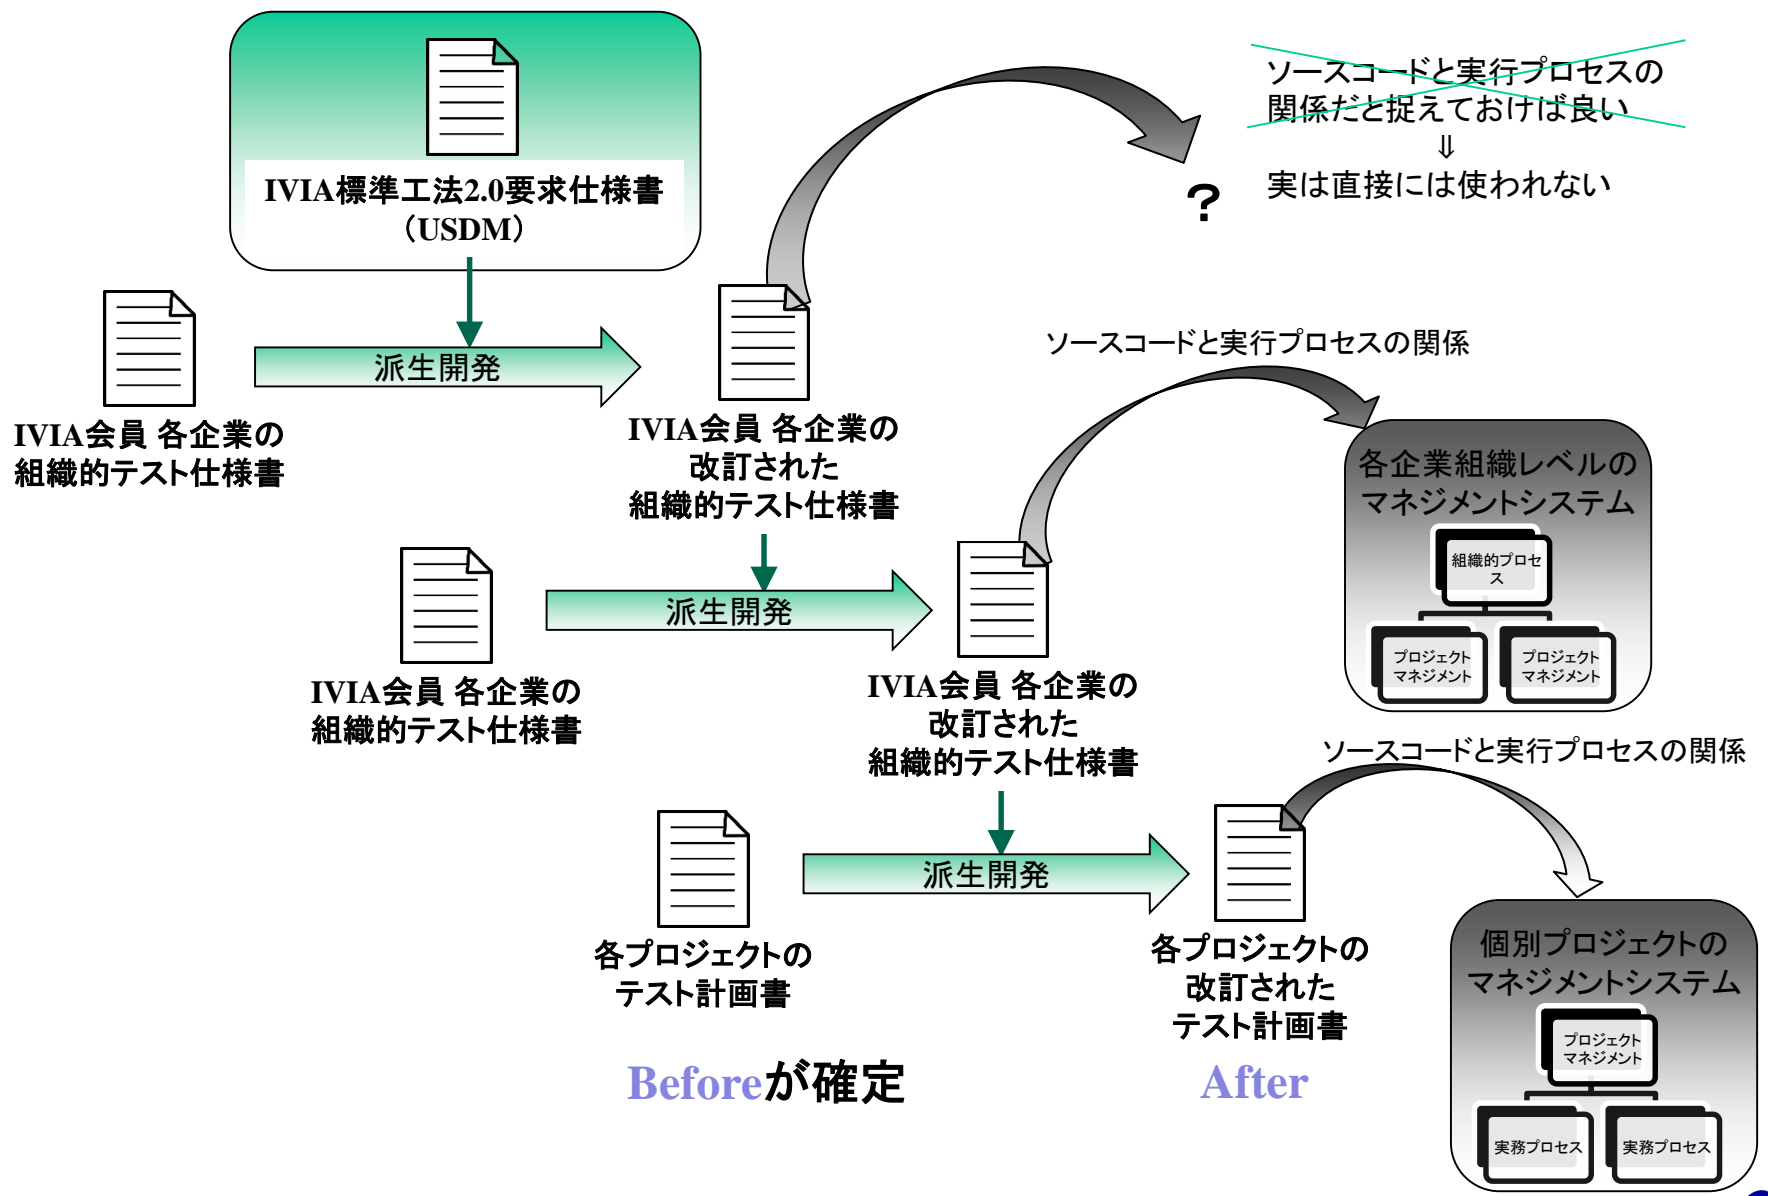 IVIA標準工法2.0要求仕様書
（USDM）
ソースコードと実行プロセスの
関係だと捉えておけば良い
⇓
実は直接には使われない
？
派生開発
IVIA会員 各企業の
組織的テスト仕様書
IVIA会員 各企業の
改訂された
組織的テスト仕様書
ソースコードと実行プロセスの関係
各企業組織レベルの
マネジメントシステム
組織的プロセ
ス
プロジェクト
マネジメント
プロジェクト
マネジメント
派生開発
IVIA会員 各企業の
組織的テスト仕様書
IVIA会員 各企業の
改訂された
組織的テスト仕様書
ソースコードと実行プロセスの関係
派生開発
各プロジェクトの
テスト計画書
各プロジェクトの
改訂された
テスト計画書
個別プロジェクトの
マネジメントシステム
プロジェクト
マネジメント
実務プロセス
実務プロセス
Beforeが確定
After